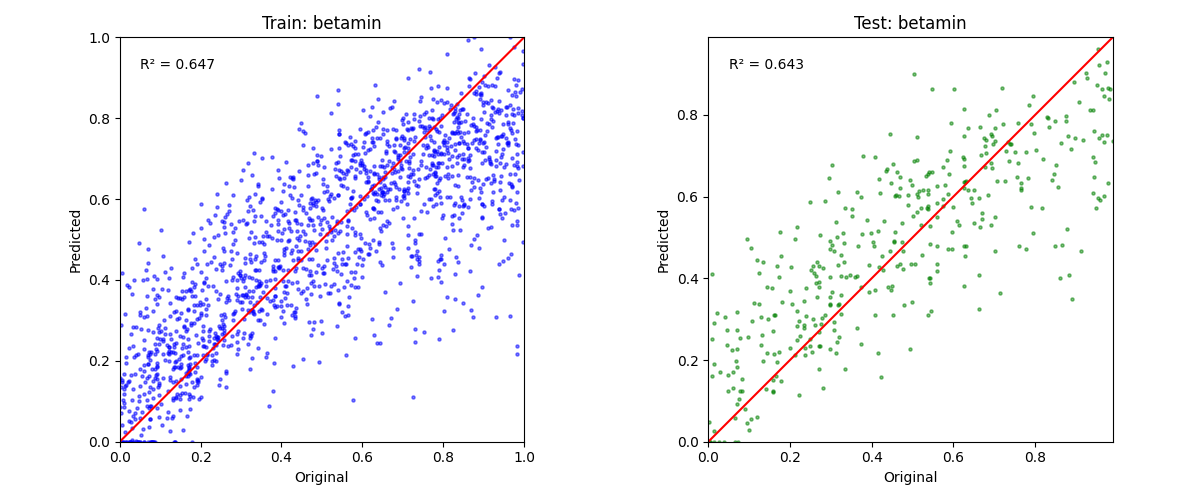 Train: betamin
R² = 0.647
1.0
0.8
0.6
0.4
0.2
0.0
Predicted
0.0 0.2 0.4 0.6 0.8 1.0
Original
Test: betamin
R² = 0.643
0.8
0.6
0.4
0.2
0.0
Predicted
0.0 0.2 0.4 0.6 0.8
Original